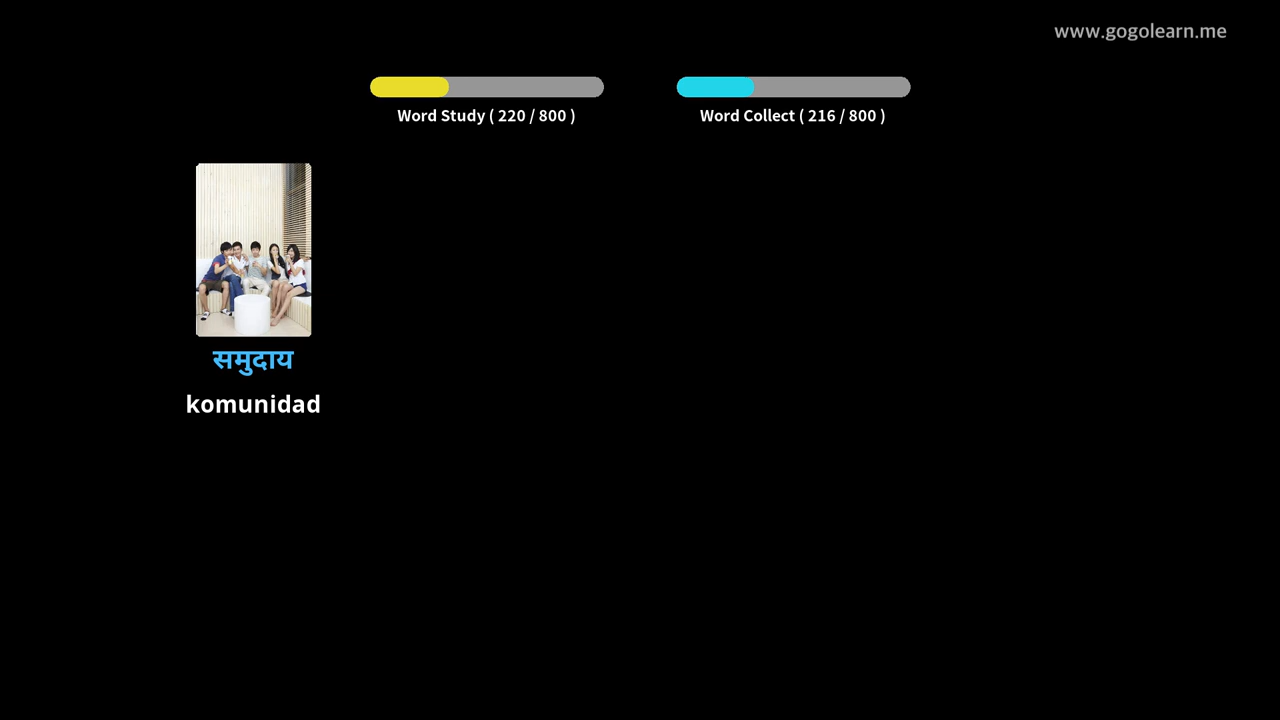 www.gogolearn.me
Word Study ( 220 / 800 )
Word Collect ( 216 / 800 )
समुदाय
komunidad